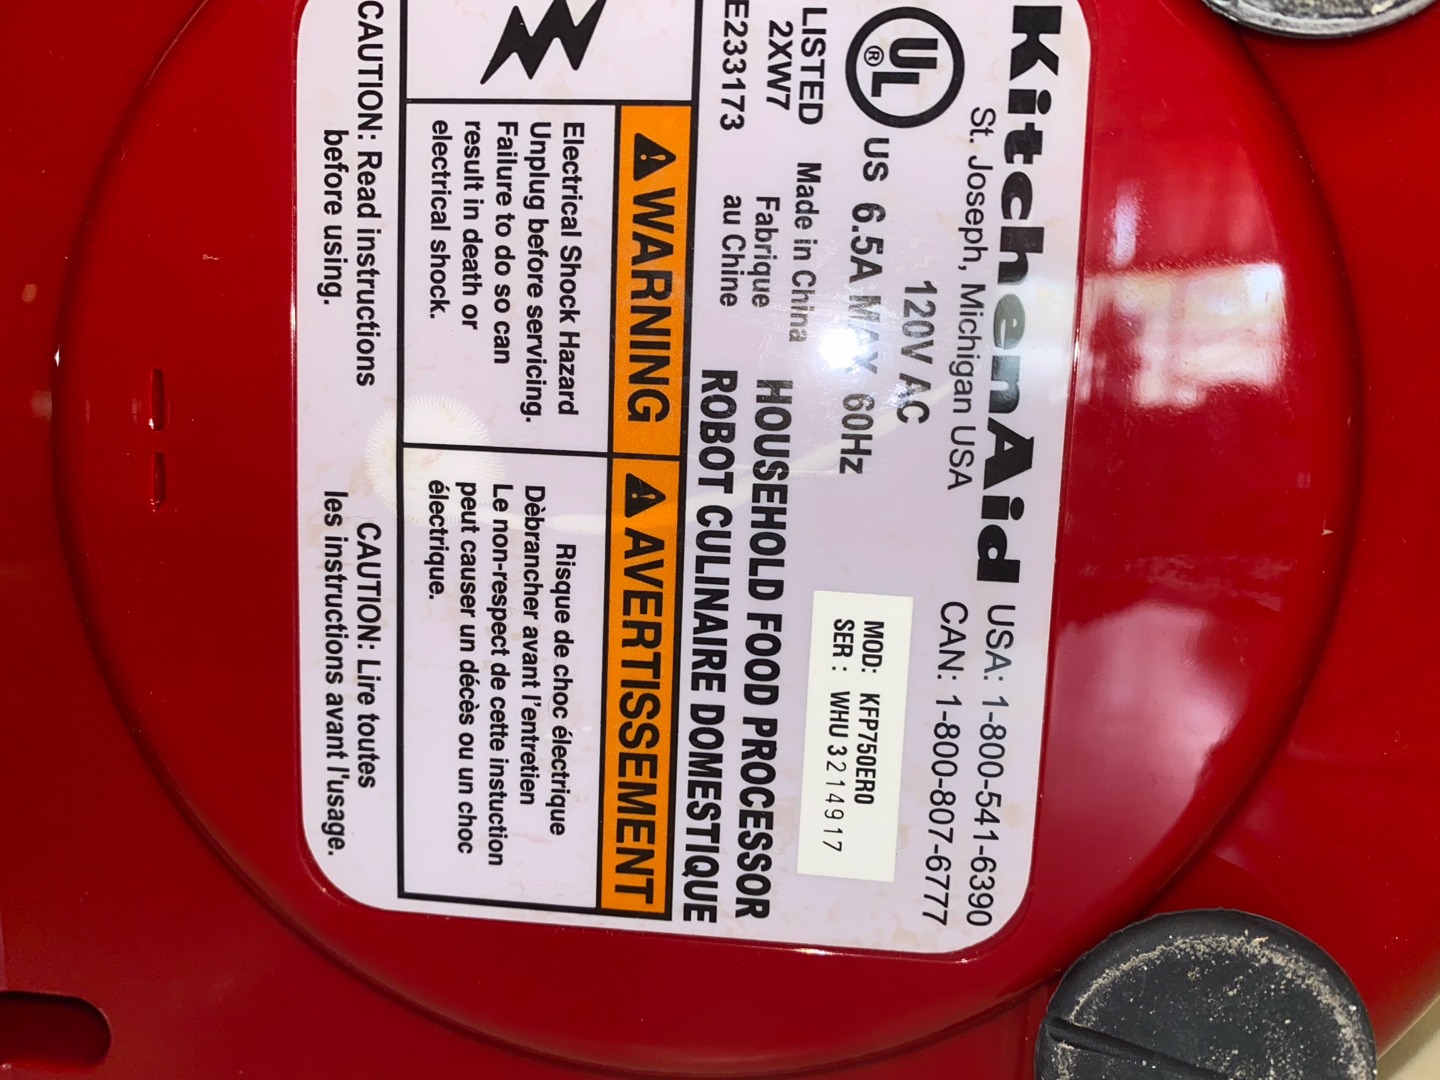 KitchenAid
St. Joseph, Michigan USA
USA: 1-800-541-6390
CAN: 1-800-807-6777
UL ® US
LISTED
2XW7
E233173
120V AC
6.5A MAX 60Hz
Made in China
Fabrique
au Chine
MOD: KFP750ER0
SER : WHU3214917
HOUSEHOLD FOOD PROCESSOR
ROBOT CULINAIRE DOMESTIQUE
WARNING
Electrical Shock Hazard
Unplug before servicing.
Failure to do so can
result in death or
electrical shock.
AVERTISSEMENT
Risque de choc électrique
Dèbrancher avant l'entretien
Le non-respect de cette instuction
peut causer un décès ou un choc
électrique.
CAUTION: Read instructions
before using.
CAUTION: Lire toutes
les instructions avant l'usage.